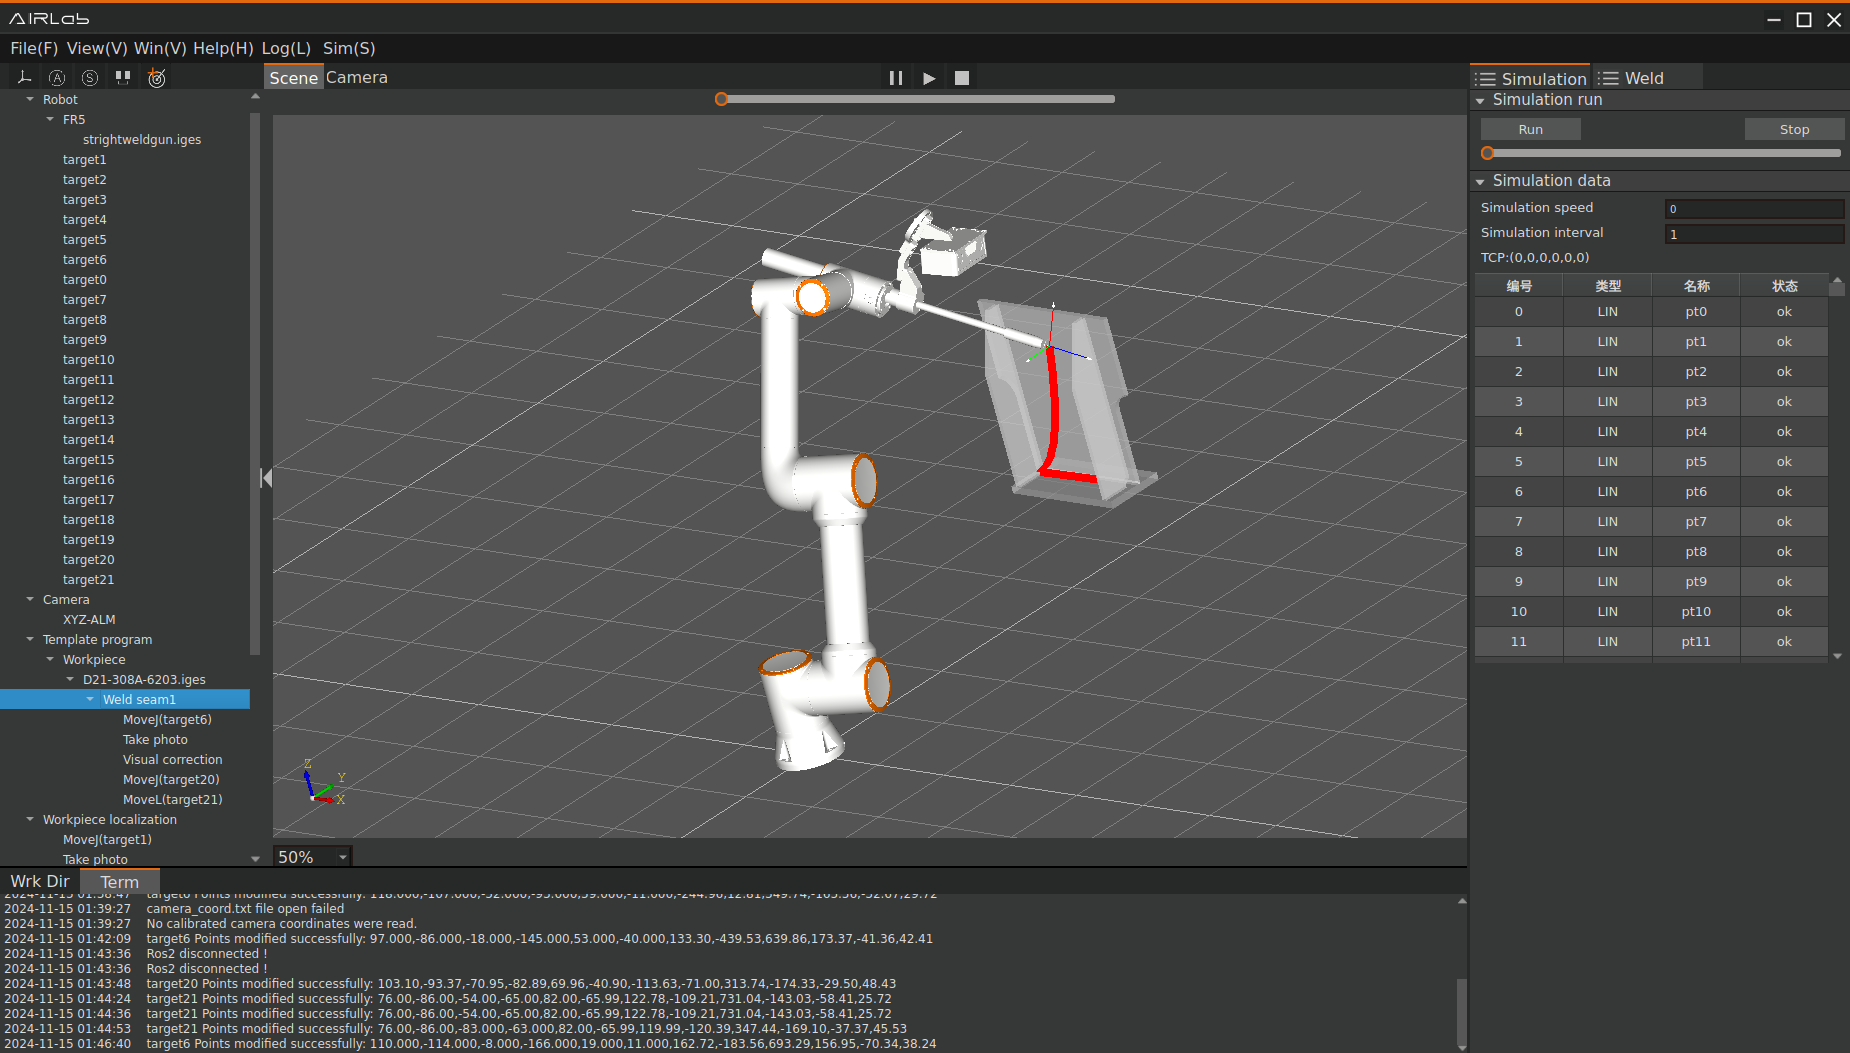 AIRLab
File(F) View(V) Win(V) Help(H) Log(L) Sim(S)
Scene Camera
Simulation Weld
Robot
FR5
strightweldgun.iges
target1
target2
target3
target4
target5
target6
target0
target7
target8
target9
target10
target11
target12
target13
target14
target15
target16
target17
target18
target19
target20
target21
Camera
XYZ-ALM
Template program
Workpiece
D21-308A-6203.iges
Weld seam1
MoveJ(target6)
Take photo
Visual correction
MoveJ(target20)
MoveL(target21)
Workpiece localization
MoveJ(target1)
Take photo
Z
Y
X
50%
Simulation run
Run Stop
Simulation data
Simulation speed 0
Simulation interval 1
TCP:(0,0,0,0,0,0)
编号 类型 名称 状态
0 LIN pt0 ok
1 LIN pt1 ok
2 LIN pt2 ok
3 LIN pt3 ok
4 LIN pt4 ok
5 LIN pt5 ok
6 LIN pt6 ok
7 LIN pt7 ok
8 LIN pt8 ok
9 LIN pt9 ok
10 LIN pt10 ok
11 LIN pt11 ok
Wrk Dir Term
2024-11-15 01:39:27 camera_coord.txt file open failed
2024-11-15 01:39:27 No calibrated camera coordinates were read.
2024-11-15 01:42:09 target6 Points modified successfully: 97.000,-86.000,-18.000,-145.000,53.000,-40.000,133.30,-439.53,639.86,173.37,-41.36,42.41
2024-11-15 01:43:36 Ros2 disconnected !
2024-11-15 01:43:36 Ros2 disconnected !
2024-11-15 01:43:48 target20 Points modified successfully: 103.10,-93.37,-70.95,-82.89,69.96,-40.90,-113.63,-71.00,313.74,-174.33,-29.50,48.43
2024-11-15 01:44:24 target21 Points modified successfully: 76.00,-86.00,-54.00,-65.00,82.00,-65.99,122.78,-109.21,731.04,-143.03,-58.41,25.72
2024-11-15 01:44:36 target21 Points modified successfully: 76.00,-86.00,-54.00,-65.00,82.00,-65.99,122.78,-109.21,731.04,-143.03,-58.41,25.72
2024-11-15 01:44:53 target21 Points modified successfully: 76.00,-86.00,-83.000,-63.000,82.00,-65.99,119.99,-120.39,347.44,-169.10,-37.37,45.53
2024-11-15 01:46:40 target6 Points modified successfully: 110.000,-114.000,-8.000,-166.000,19.000,11.000,162.72,-183.56,693.29,156.95,-70.34,38.24